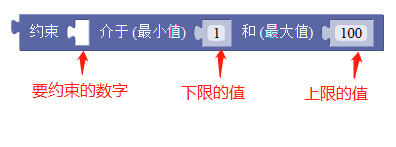 约束 介于 (最小值) 1 和 (最大值) 100
要约束的数字 下限的值 上限的值